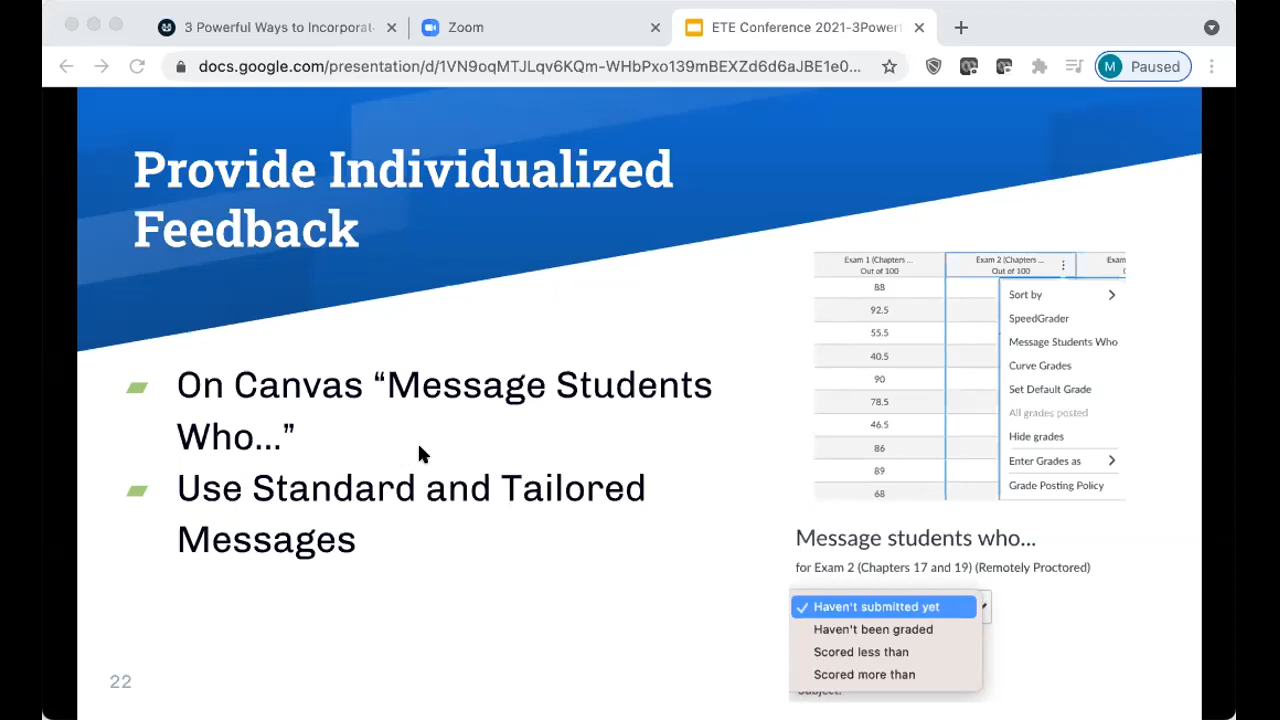 3 Powerful Ways to Incorporat
Zoom
ETE Conference 2021-3Powerf
docs.google.com/presentation/d/1VN9oqMTJLqv6KQm-WHbPxo139mBEXZd6d6aJBE1e0...
M Paused
Provide Individualized
Feedback
On Canvas “Message Students
Who...”
Use Standard and Tailored
Messages
22
Exam 1 (Chapters ...
Out of 100
88
92.5
55.5
40.5
90
78.5
46.5
86
89
68
Exam 2 (Chapters ...
Out of 100
Exam
Sort by
SpeedGrader
Message Students Who
Curve Grades
Set Default Grade
All grades posted
Hide grades
Enter Grades as
Grade Posting Policy
Message students who...
for Exam 2 (Chapters 17 and 19) (Remotely Proctored)
Haven't submitted yet
Haven't been graded
Scored less than
Scored more than
Subject: